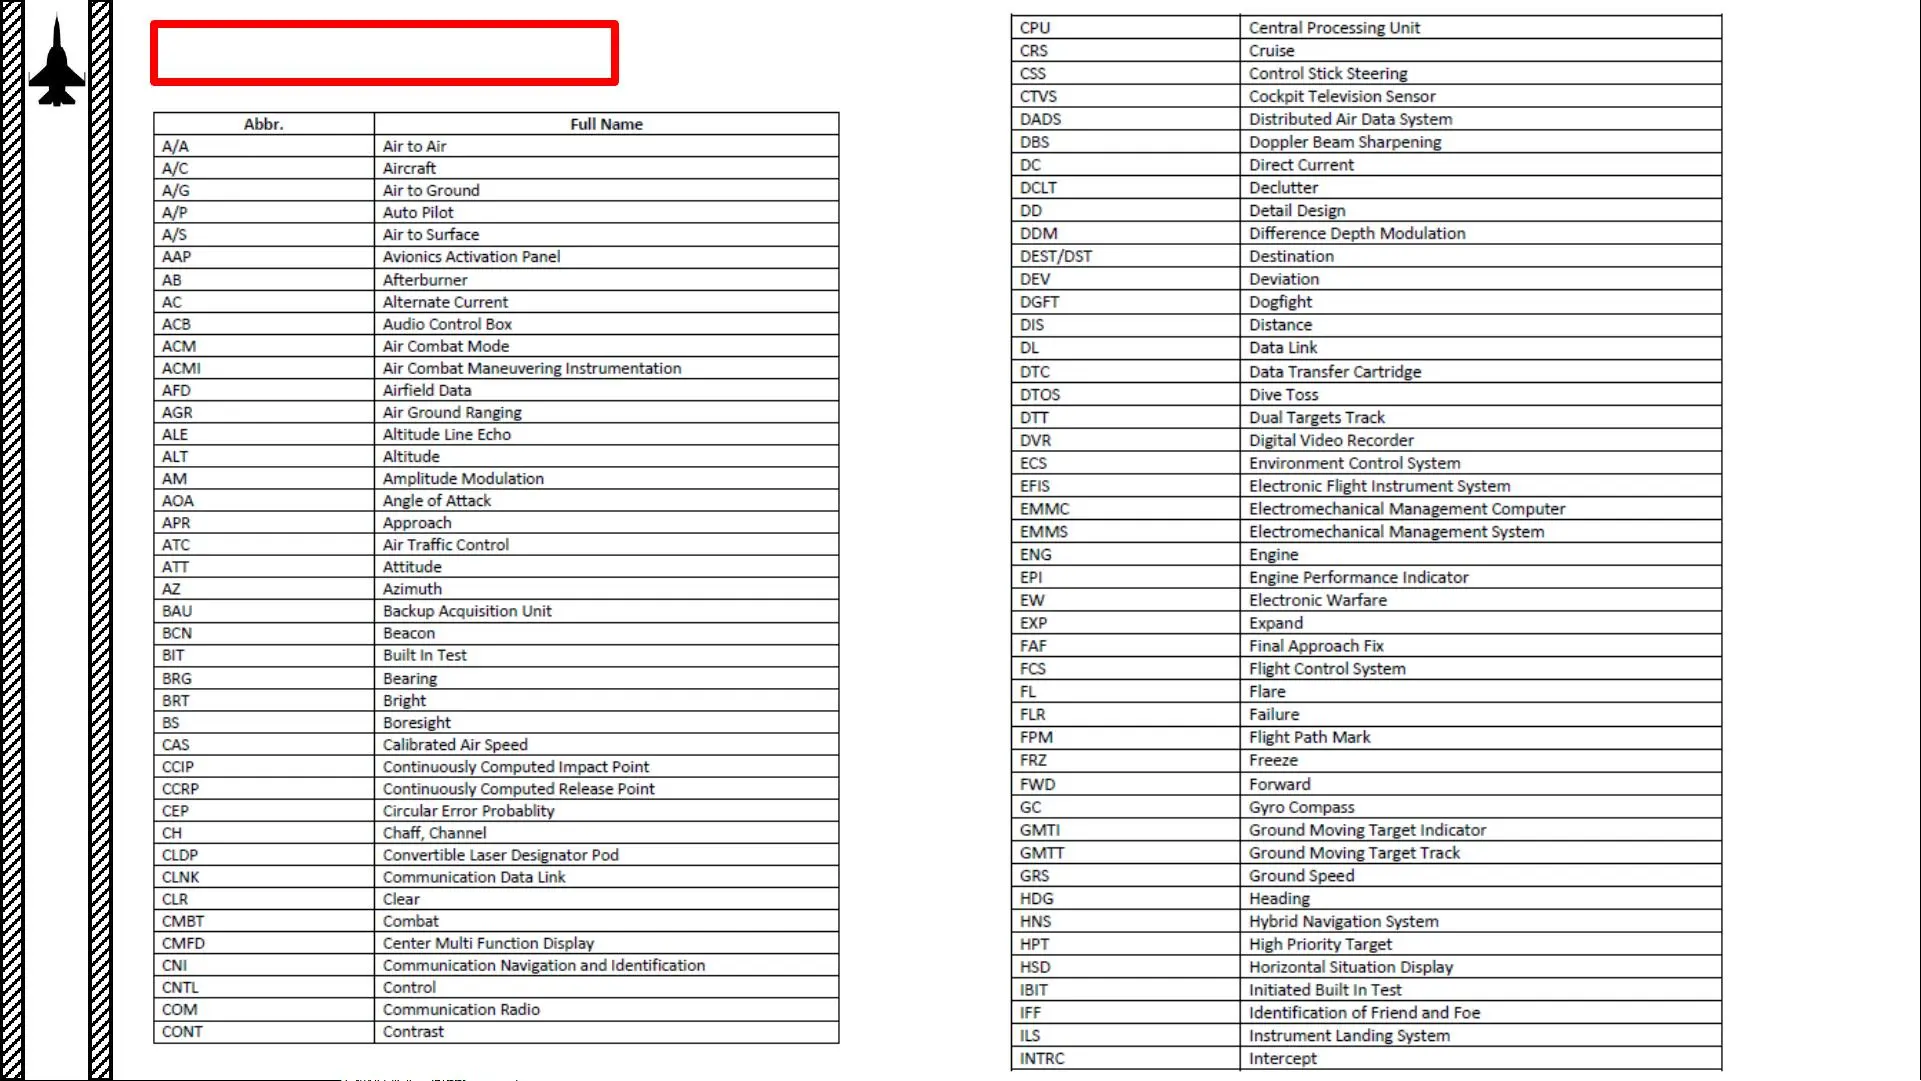 Abbr. Full Name
A/A Air to Air
A/C Aircraft
A/G Air to Ground
A/P Auto Pilot
A/S Air to Surface
AAP Avionics Activation Panel
AB Afterburner
AC Alternate Current
ACB Audio Control Box
ACM Air Combat Mode
ACMI Air Combat Maneuvering Instrumentation
AFD Airfield Data
AGR Air Ground Ranging
ALE Altitude Line Echo
ALT Altitude
AM Amplitude Modulation
AOA Angle of Attack
APR Approach
ATC Air Traffic Control
ATT Attitude
AZ Azimuth
BAU Backup Acquisition Unit
BCN Beacon
BIT Built In Test
BRG Bearing
BRT Bright
BS Boresight
CAS Calibrated Air Speed
CCIP Continuously Computed Impact Point
CCRP Continuously Computed Release Point
CEP Circular Error Probablity
CH Chaff, Channel
CLDP Convertible Laser Designator Pod
CLNK Communication Data Link
CLR Clear
CMBT Combat
CMFD Center Multi Function Display
CNI Communication Navigation and Identification
CNTL Control
COM Communication Radio
CONT Contrast
CPU Central Processing Unit
CRS Cruise
CSS Control Stick Steering
CTVS Cockpit Television Sensor
DADS Distributed Air Data System
DBS Doppler Beam Sharpening
DC Direct Current
DCLT Declutter
DD Detail Design
DDM Difference Depth Modulation
DEST/DST Destination
DEV Deviation
DGFT Dogfight
DIS Distance
DL Data Link
DTC Data Transfer Cartridge
DTOS Dive Toss
DTT Dual Targets Track
DVR Digital Video Recorder
ECS Environment Control System
EFIS Electronic Flight Instrument System
EMMC Electromechanical Management Computer
EMMS Electromechanical Management System
ENG Engine
EPI Engine Performance Indicator
EW Electronic Warfare
EXP Expand
FAF Final Approach Fix
FCS Flight Control System
FL Flare
FLR Failure
FPM Flight Path Mark
FRZ Freeze
FWD Forward
GC Gyro Compass
GMTI Ground Moving Target Indicator
GMTT Ground Moving Target Track
GRS Ground Speed
HDG Heading
HNS Hybrid Navigation System
HPT High Priority Target
HSD Horizontal Situation Display
IBIT Initiated Built In Test
IFF Identification of Friend and Foe
ILS Instrument Landing System
INTRC Intercept